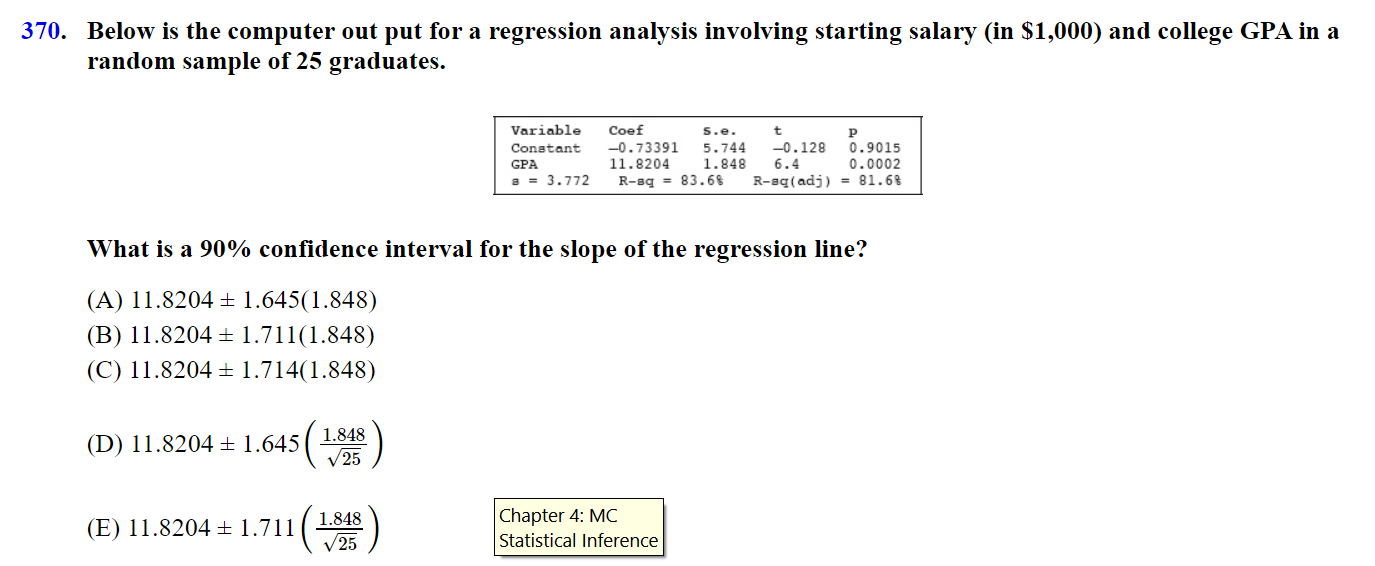 370. Below is the computer out put for a regression analysis involving starting salary (in $1,000) and college GPA in a
random sample of 25 graduates.
Variable Coef s.e. t p
Constant −0.73391 5.744 −0.128 0.9015
GPA 11.8204 1.848 6.4 0.0002
s = 3.772 R-sq = 83.6% R-sq(adj) = 81.6%
What is a 90% confidence interval for the slope of the regression line?
(A) 11.8204 ± 1.645(1.848)
(B) 11.8204 ± 1.711(1.848)
(C) 11.8204 ± 1.714(1.848)
(D) 11.8204 ± 1.645(1.848/√25)
(E) 11.8204 ± 1.711(1.848/√25)
Chapter 4: MC
Statistical Inference